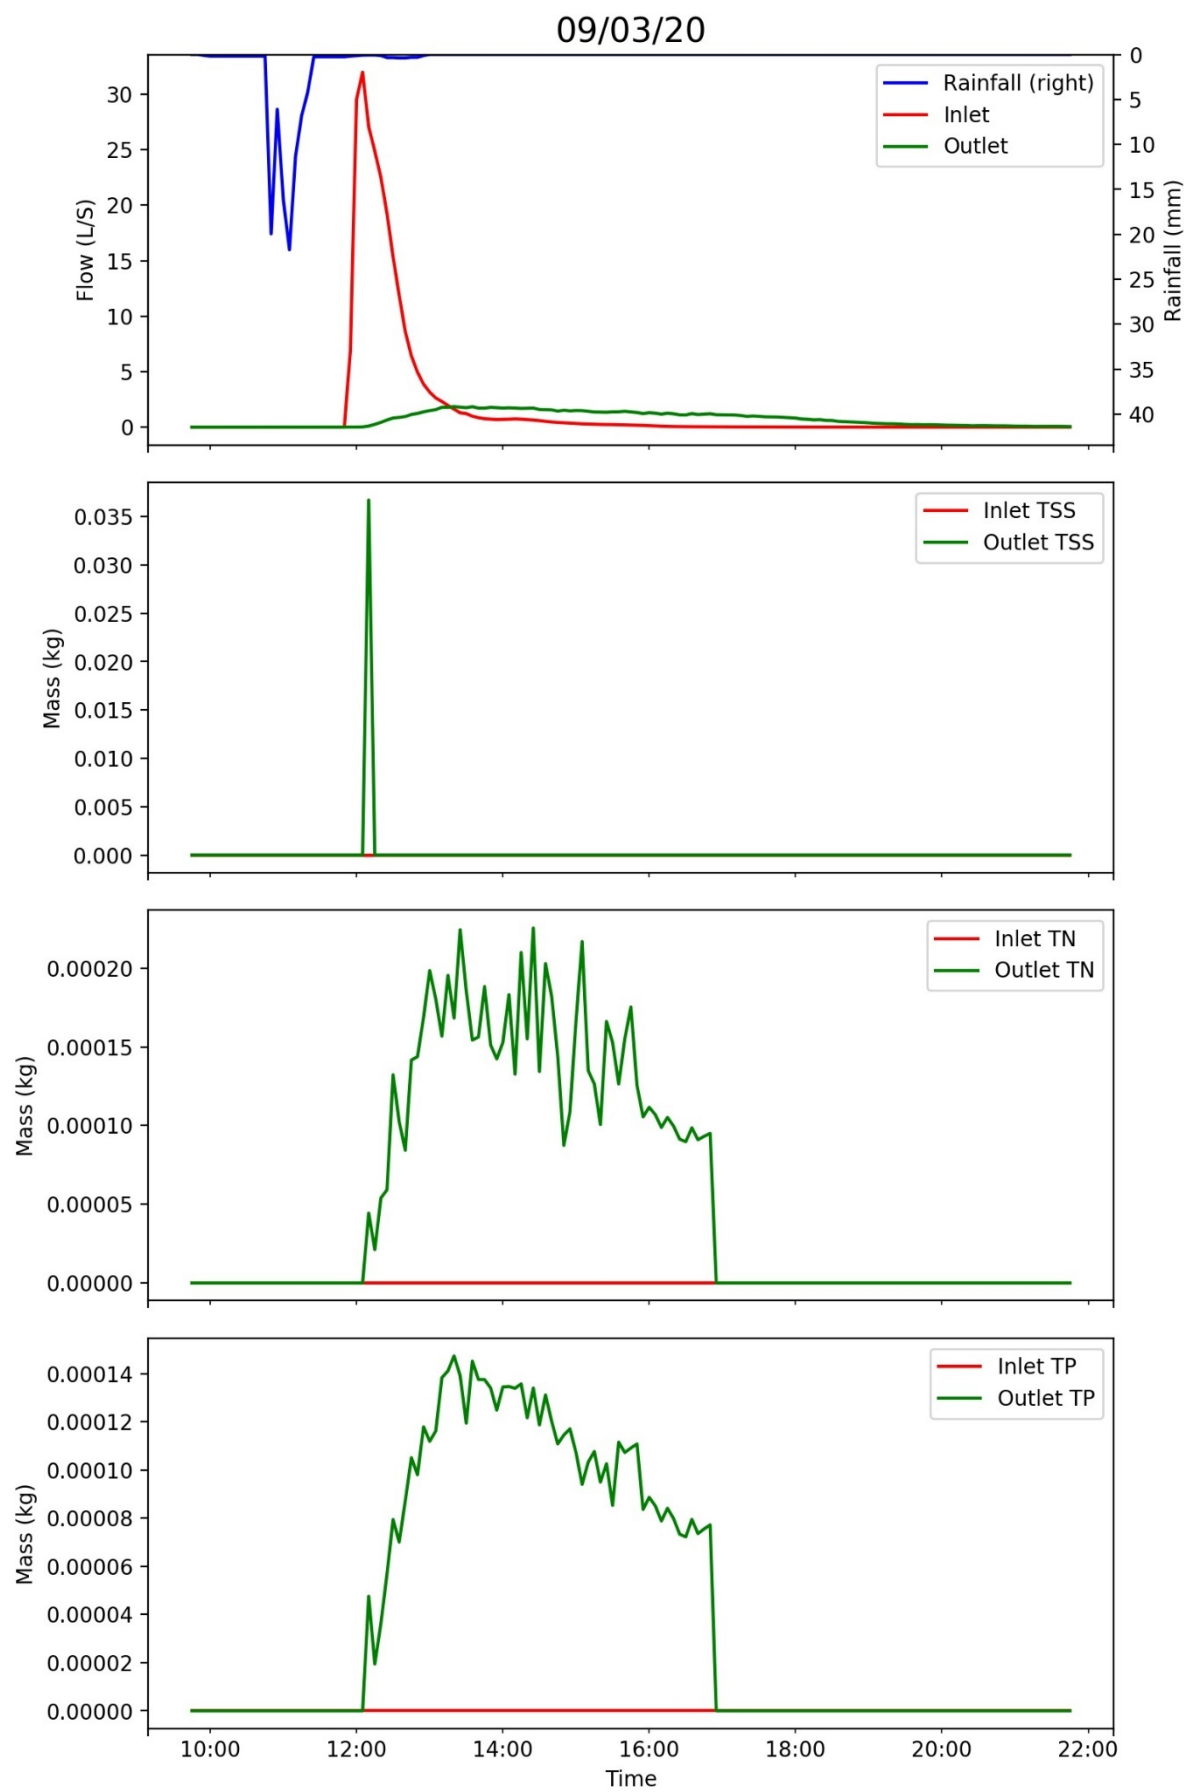 09/03/20
Flow (L/S)
30
25
20
15
10
5
0
Rainfall (right)
Inlet
Outlet
0
5
10
15
20
25
30
35
40
Rainfall (mm)
Mass (kg)
0.035
0.030
0.025
0.020
0.015
0.010
0.005
0.000
Inlet TSS
Outlet TSS
Mass (kg)
0.00020
0.00015
0.00010
0.00005
0.00000
Inlet TN
Outlet TN
Mass (kg)
0.00014
0.00012
0.00010
0.00008
0.00006
0.00004
0.00002
0.00000
Inlet TP
Outlet TP
10:00 12:00 14:00 16:00 18:00 20:00 22:00
Time